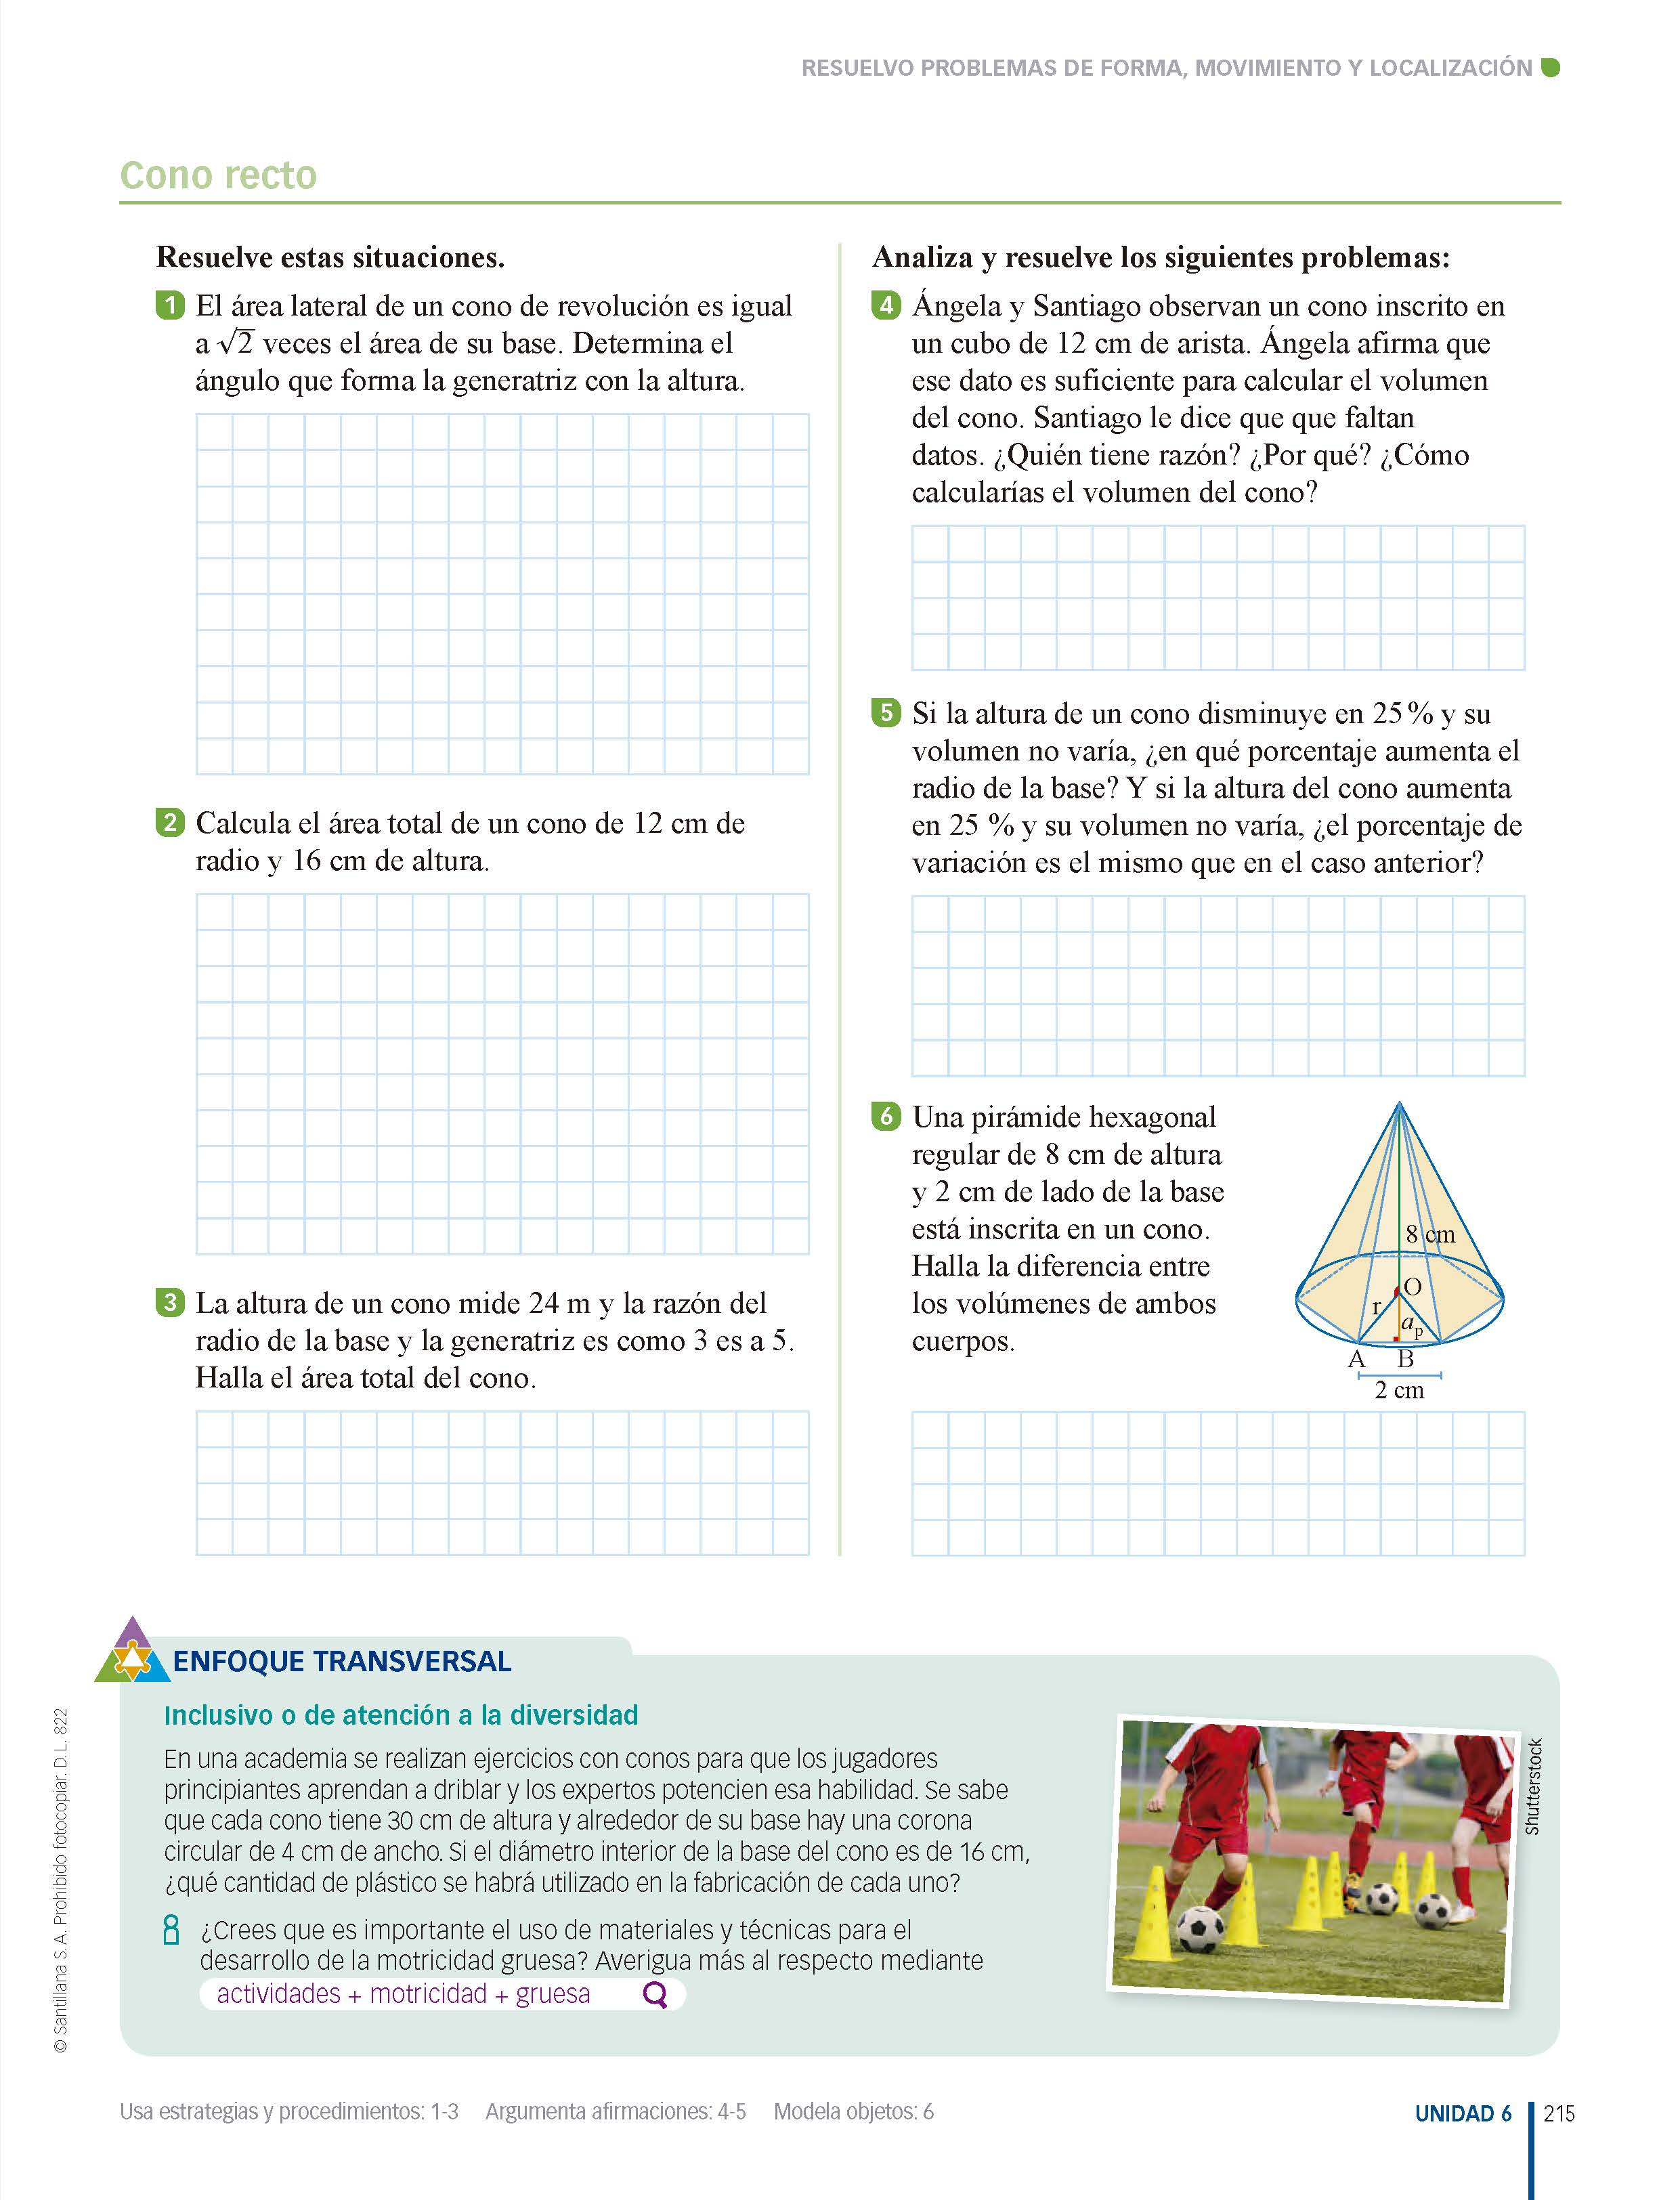 RESUELVO PROBLEMAS DE FORMA, MOVIMIENTO Y LOCALIZACIÓN
Cono recto
Resuelve estas situaciones.
1 El área lateral de un cono de revolución es igual
a √2 veces el área de su base. Determina el
ángulo que forma la generatriz con la altura.
2 Calcula el área total de un cono de 12 cm de
radio y 16 cm de altura.
3 La altura de un cono mide 24 m y la razón del
radio de la base y la generatriz es como 3 es a 5.
Halla el área total del cono.
Analiza y resuelve los siguientes problemas:
4 Ángela y Santiago observan un cono inscrito en
un cubo de 12 cm de arista. Ángela afirma que
ese dato es suficiente para calcular el volumen
del cono. Santiago le dice que que faltan
datos. ¿Quién tiene razón? ¿Por qué? ¿Cómo
calcularías el volumen del cono?
5 Si la altura de un cono disminuye en 25 % y su
volumen no varía, ¿en qué porcentaje aumenta el
radio de la base? Y si la altura del cono aumenta
en 25 % y su volumen no varía, ¿el porcentaje de
variación es el mismo que en el caso anterior?
6 Una pirámide hexagonal
regular de 8 cm de altura
y 2 cm de lado de la base
está inscrita en un cono.
Halla la diferencia entre
los volúmenes de ambos
cuerpos.
8 cm
O
r
ap
A B
2 cm
ENFOQUE TRANSVERSAL
Inclusivo o de atención a la diversidad
En una academia se realizan ejercicios con conos para que los jugadores
principiantes aprendan a driblar y los expertos potencien esa habilidad. Se sabe
que cada cono tiene 30 cm de altura y alrededor de su base hay una corona
circular de 4 cm de ancho. Si el diámetro interior de la base del cono es de 16 cm,
¿qué cantidad de plástico se habrá utilizado en la fabricación de cada uno?
¿Crees que es importante el uso de materiales y técnicas para el
desarrollo de la motricidad gruesa? Averigua más al respecto mediante
actividades + motricidad + gruesa
Shutterstock
© Santillana S.A. Prohibido fotocopiar. D.L. 822
Usa estrategias y procedimientos: 1-3 Argumenta afirmaciones: 4-5 Modela objetos: 6
UNIDAD 6 215